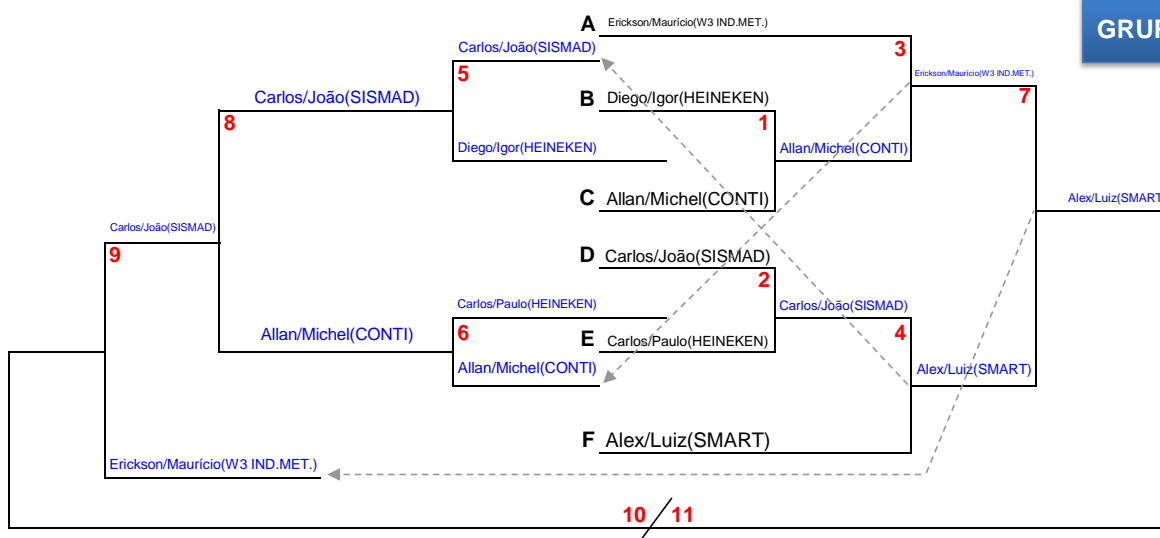 A Erickson/Maurício(W3 IND.MET.)
GRUP
3
Carlos/João(SISMAD)
5
Erickson/Maurício(W3 IND.MET.)
7
Carlos/João(SISMAD)
8
B Diego/Igor(HEINEKEN)
1
Diego/Igor(HEINEKEN)
Allan/Michel(CONTI)
C Allan/Michel(CONTI)
Alex/Luiz(SMART
Carlos/João(SISMAD)
9
D Carlos/João(SISMAD)
2
Carlos/Paulo(HEINEKEN)
Carlos/João(SISMAD)
Allan/Michel(CONTI)
6
E Carlos/Paulo(HEINEKEN)
4
Allan/Michel(CONTI)
Alex/Luiz(SMART)
F Alex/Luiz(SMART)
Erickson/Maurício(W3 IND.MET.)
10 / 11